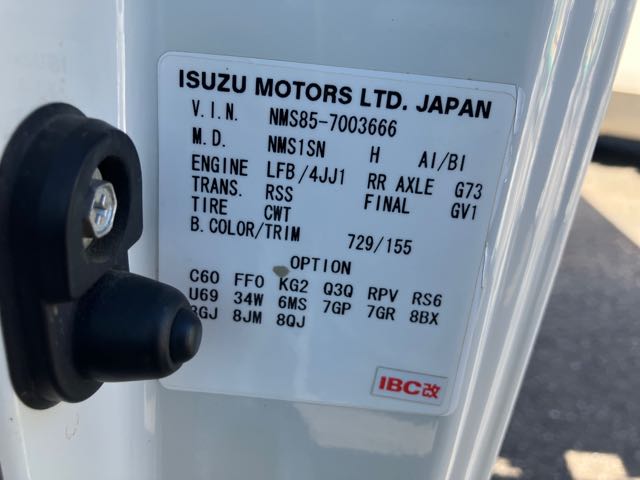 ISUZU MOTORS LTD. JAPAN
V.I.N. NMS85-7003666
M.D. NMS1SN H AI/BI
ENGINE LFB/4JJ1 RR AXLE G73
TRANS. RSS FINAL GV1
TIRE CWT
B.COLOR/TRIM 729/155
OPTION
C60 FF0 KG2 Q3Q RPV RS6
U69 34W 6MS 7GP 7GR 8BX
8GJ 8JM 8QJ
IBC改